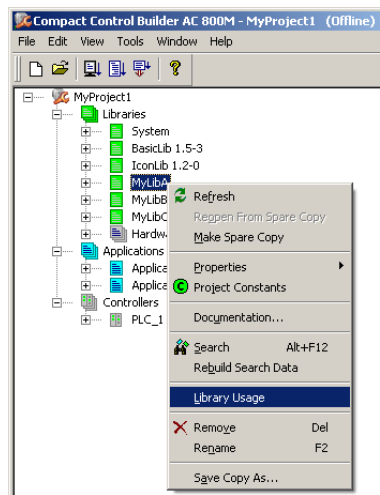 Compact Control Builder AC 800M - MyProject1 (Offline)
File Edit View Tools Window Help
MyProject1
Libraries
System
BasicLib 1.5-3
IconLib 1.2-0
MyLibA
MyLibB
MyLibC
Hardw
Applications
Applica
Applica
Controllers
PLC_1
Refresh
Reopen From Spare Copy
Make Spare Copy
Properties
Project Constants
Documentation...
Search Alt+F12
Rebuild Search Data
Library Usage
Remove Del
Rename F2
Save Copy As...